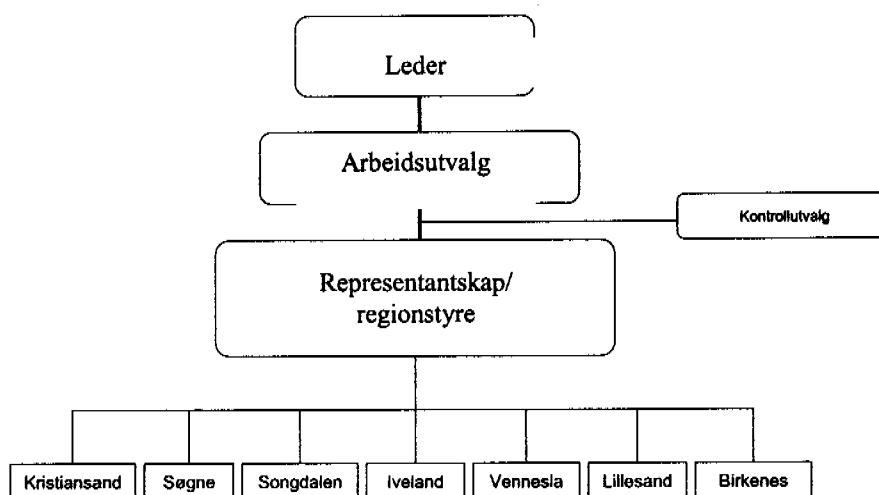 Leder
Arbeidsutvalg
Kontrollutvalg
Representantskap/
regionstyre
Kristiansand
Søgne
Songdalen
Iveland
Vennesla
Lillesand
Birkenes